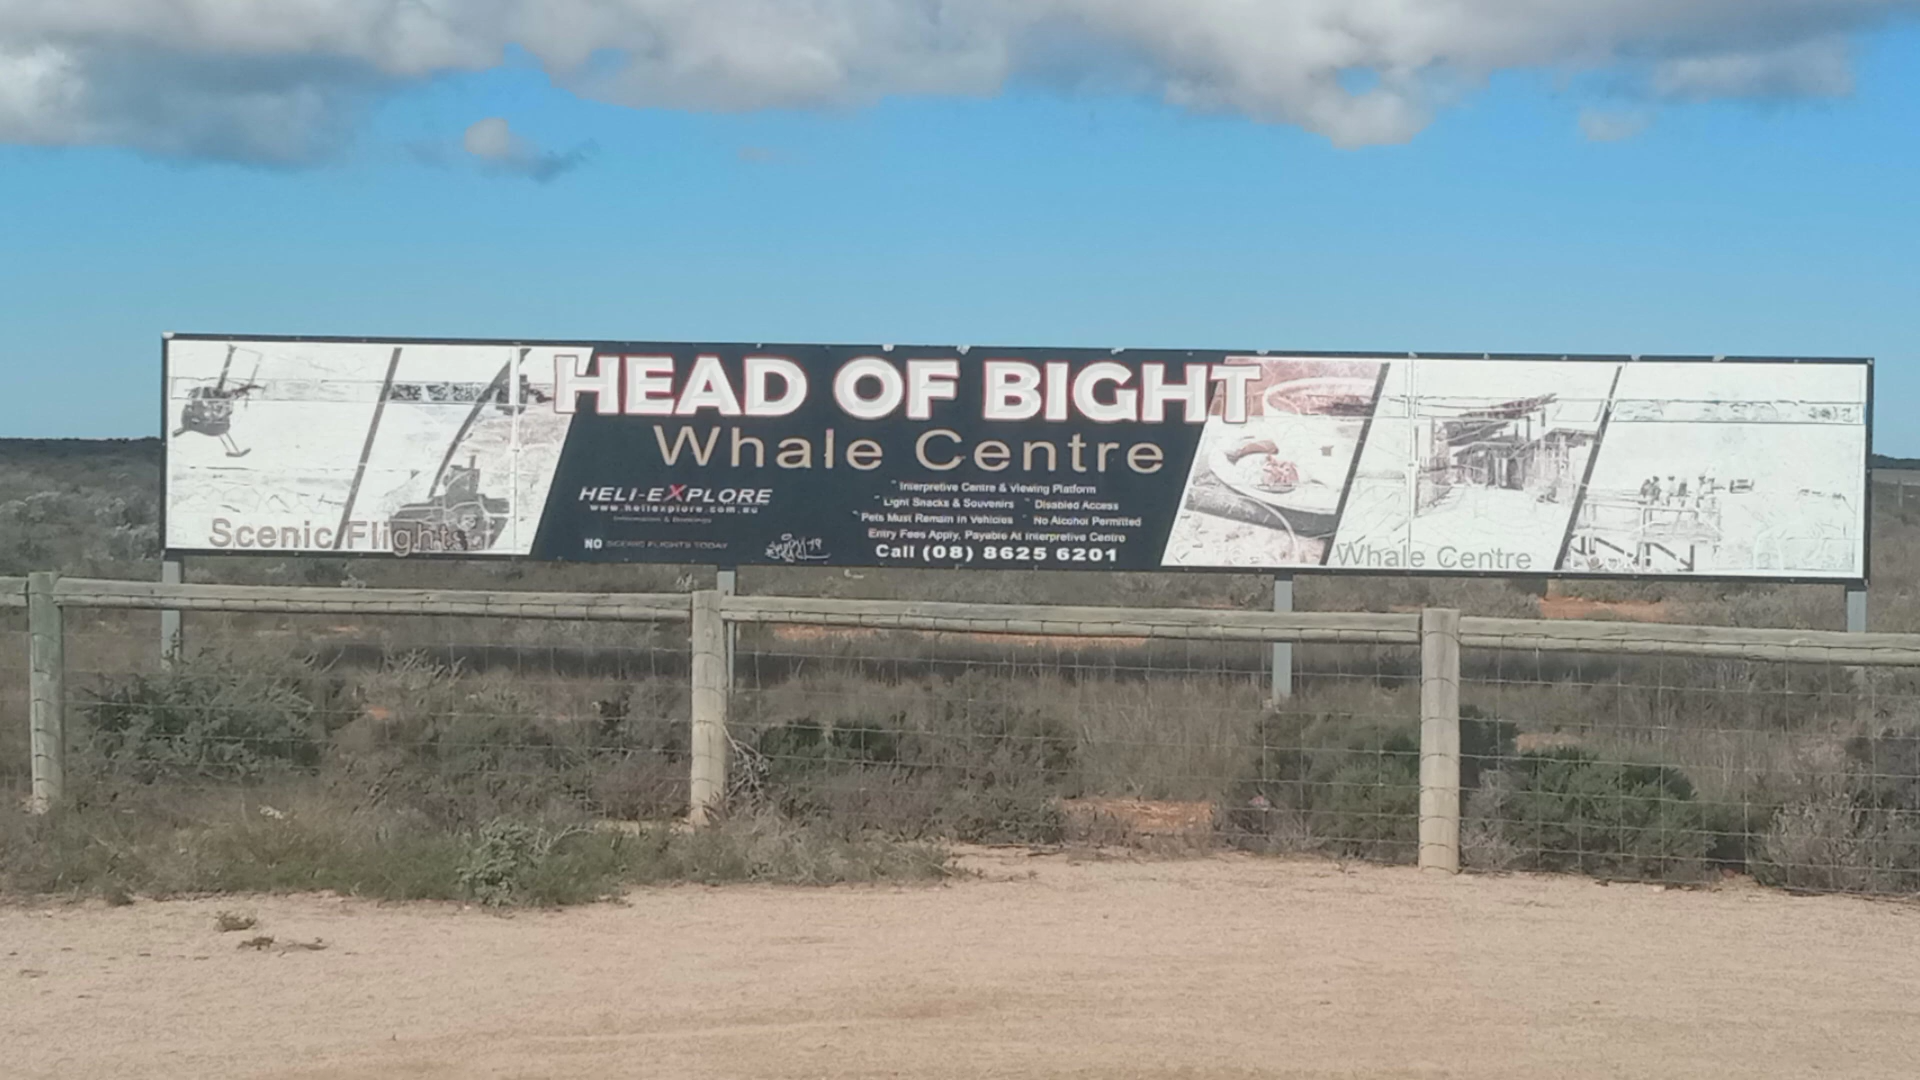 HEAD OF BIGHT
Whale Centre
HELI-EXPLORE
www.heliexplore.com.au
Information & Bookings
NO SCENIC FLIGHTS TODAY
Interpretive Centre & Viewing Platform
Light Snacks & Souvenirs Disabled Access
Pets Must Remain in Vehicles No Alcohol Permitted
Entry Fees Apply, Payable At Interpretive Centre
Call (08) 8625 6201
Scenic Flights
Whale Centre